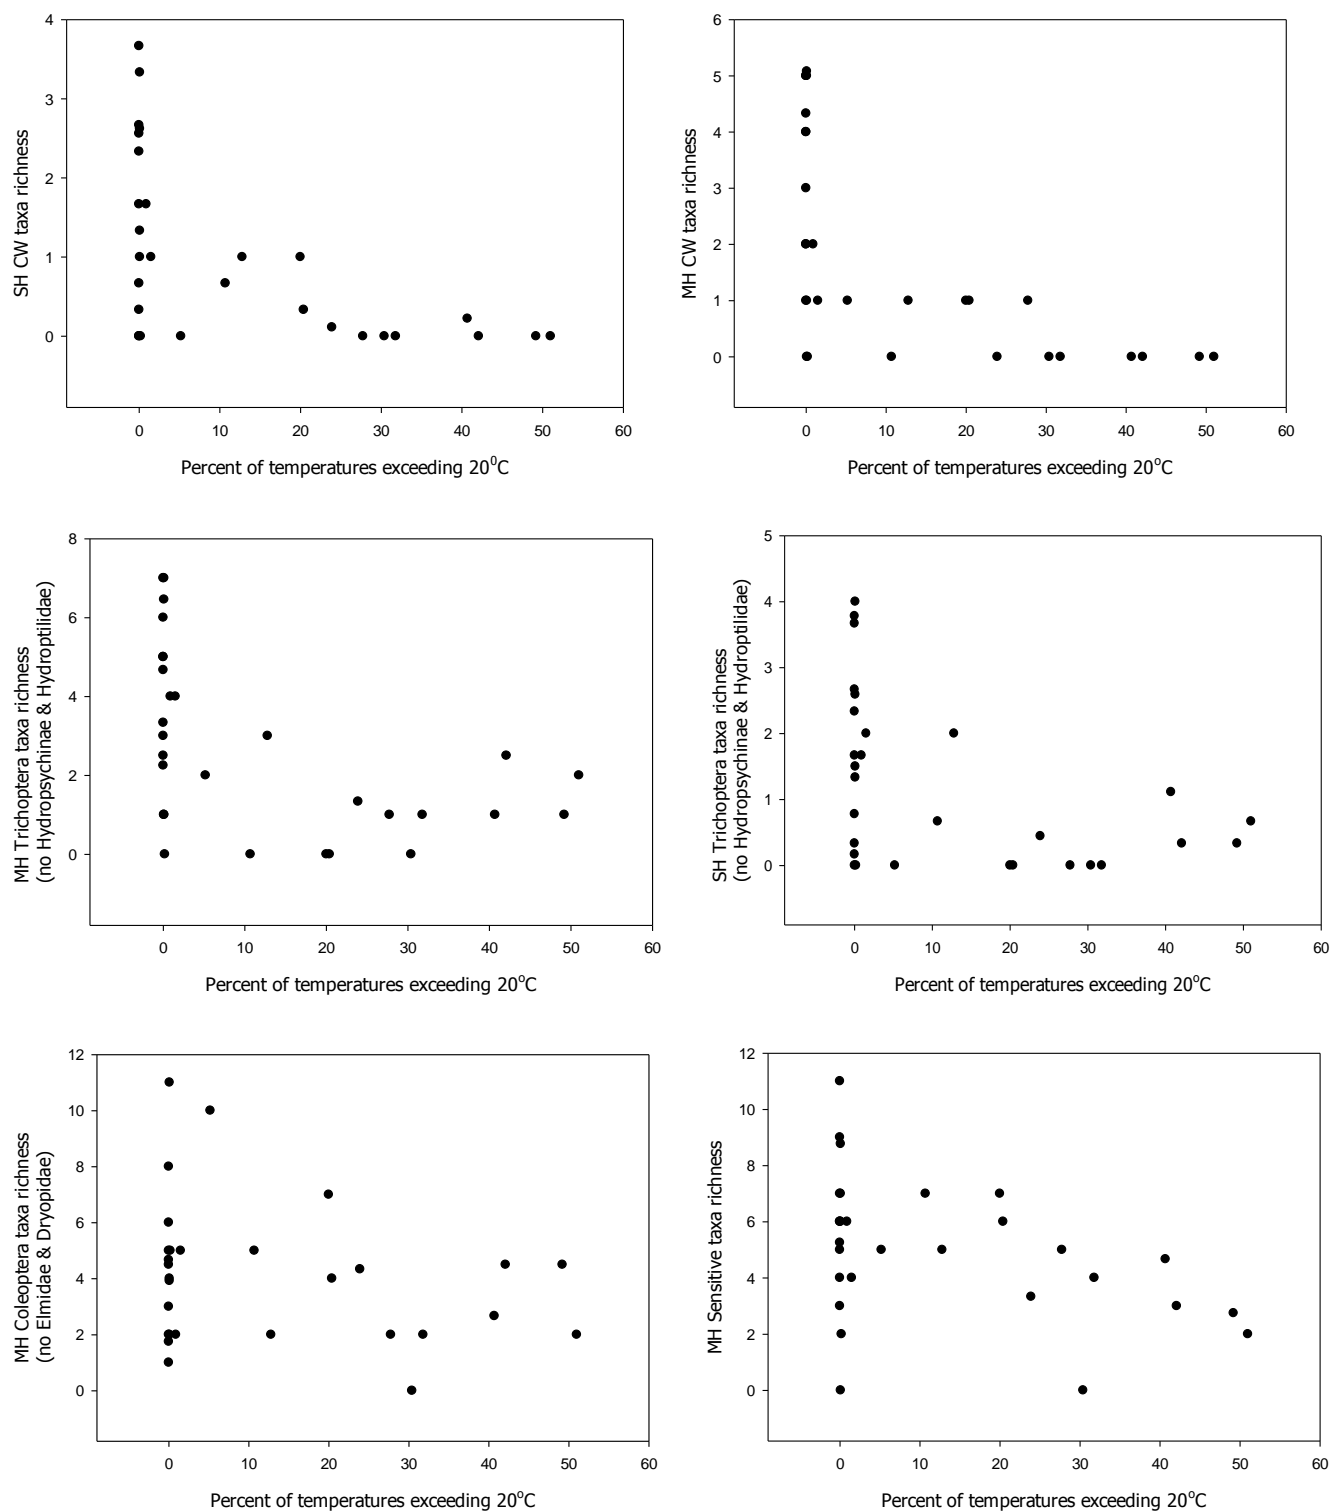 SH CW taxa richness
4
3
2
1
0
0 10 20 30 40 50 60
Percent of temperatures exceeding 20⁰C
MH CW taxa richness
6
5
4
3
2
1
0
0 10 20 30 40 50 60
Percent of temperatures exceeding 20°C
MH Trichoptera taxa richness
(no Hydropsychinae & Hydroptilidae)
8
6
4
2
0
0 10 20 30 40 50 60
Percent of temperatures exceeding 20°C
SH Trichoptera taxa richness
(no Hydropsychinae & Hydroptilidae)
5
4
3
2
1
0
0 10 20 30 40 50 60
Percent of temperatures exceeding 20°C
MH Coleoptera taxa richness
(no Elmidae & Dryopidae)
12
10
8
6
4
2
0
0 10 20 30 40 50 60
Percent of temperatures exceeding 20°C
MH Sensitive taxa richness
12
10
8
6
4
2
0
0 10 20 30 40 50 60
Percent of temperatures exceeding 20°C